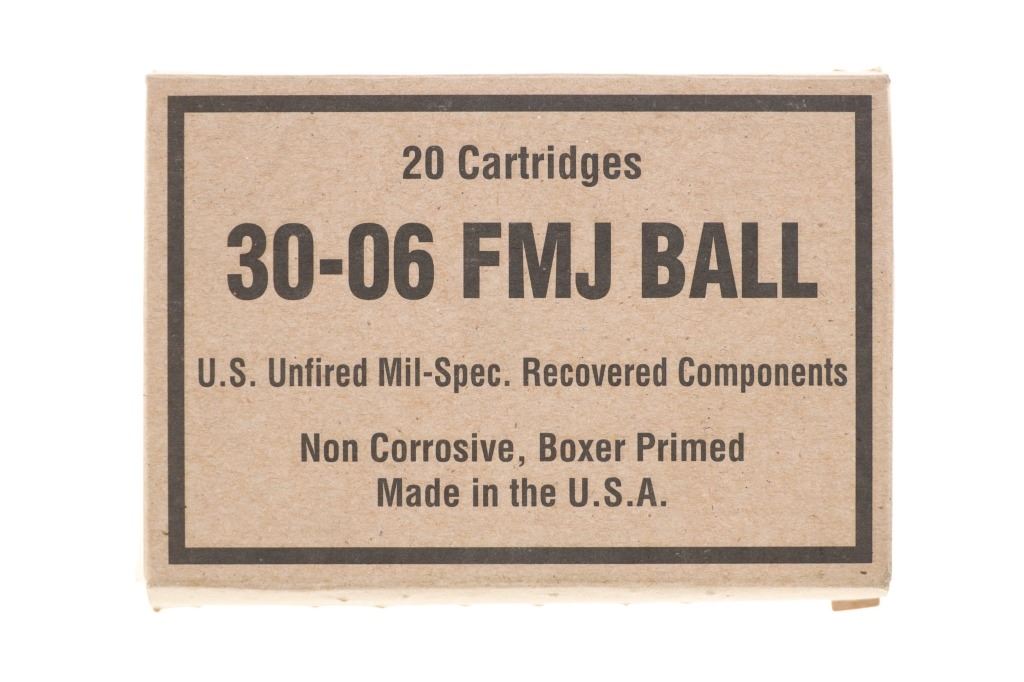 20 Cartridges
30-06 FMJ BALL
U.S. Unfired Mil-Spec. Recovered Components
Non Corrosive, Boxer Primed
Made in the U.S.A.